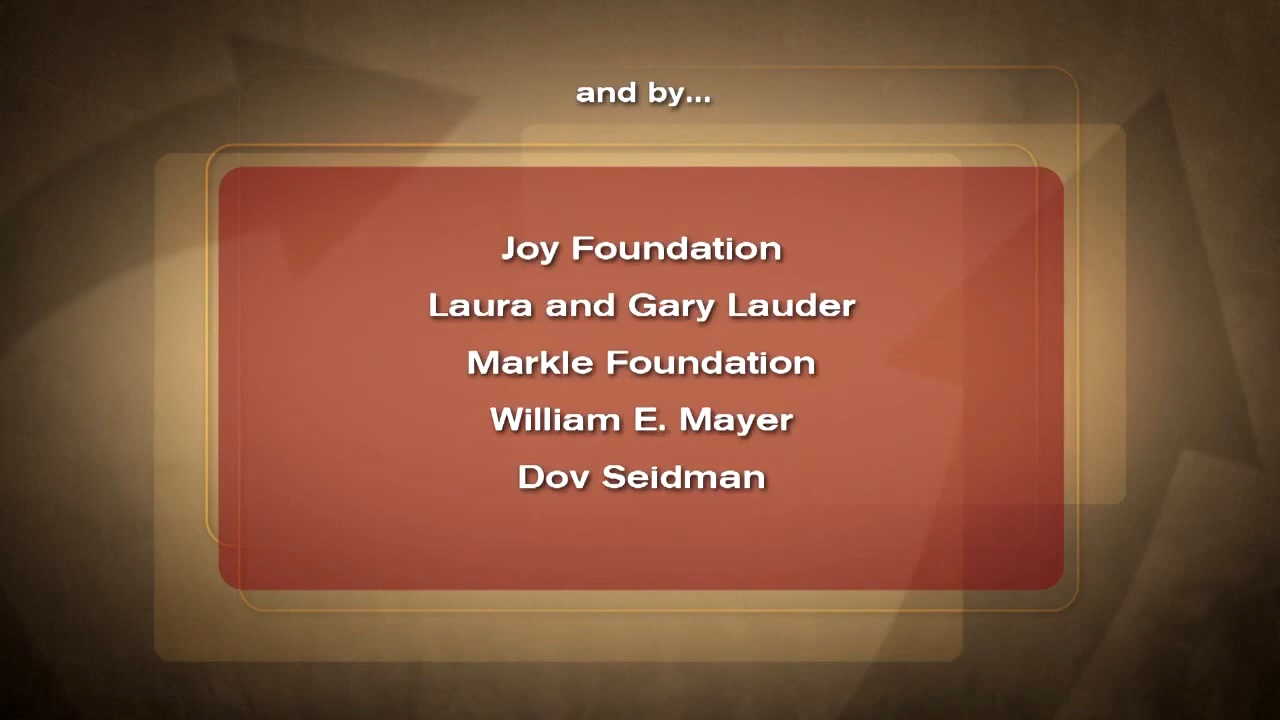 and by...
Joy Foundation
Laura and Gary Lauder
Markle Foundation
William E. Mayer
Dov Seidman